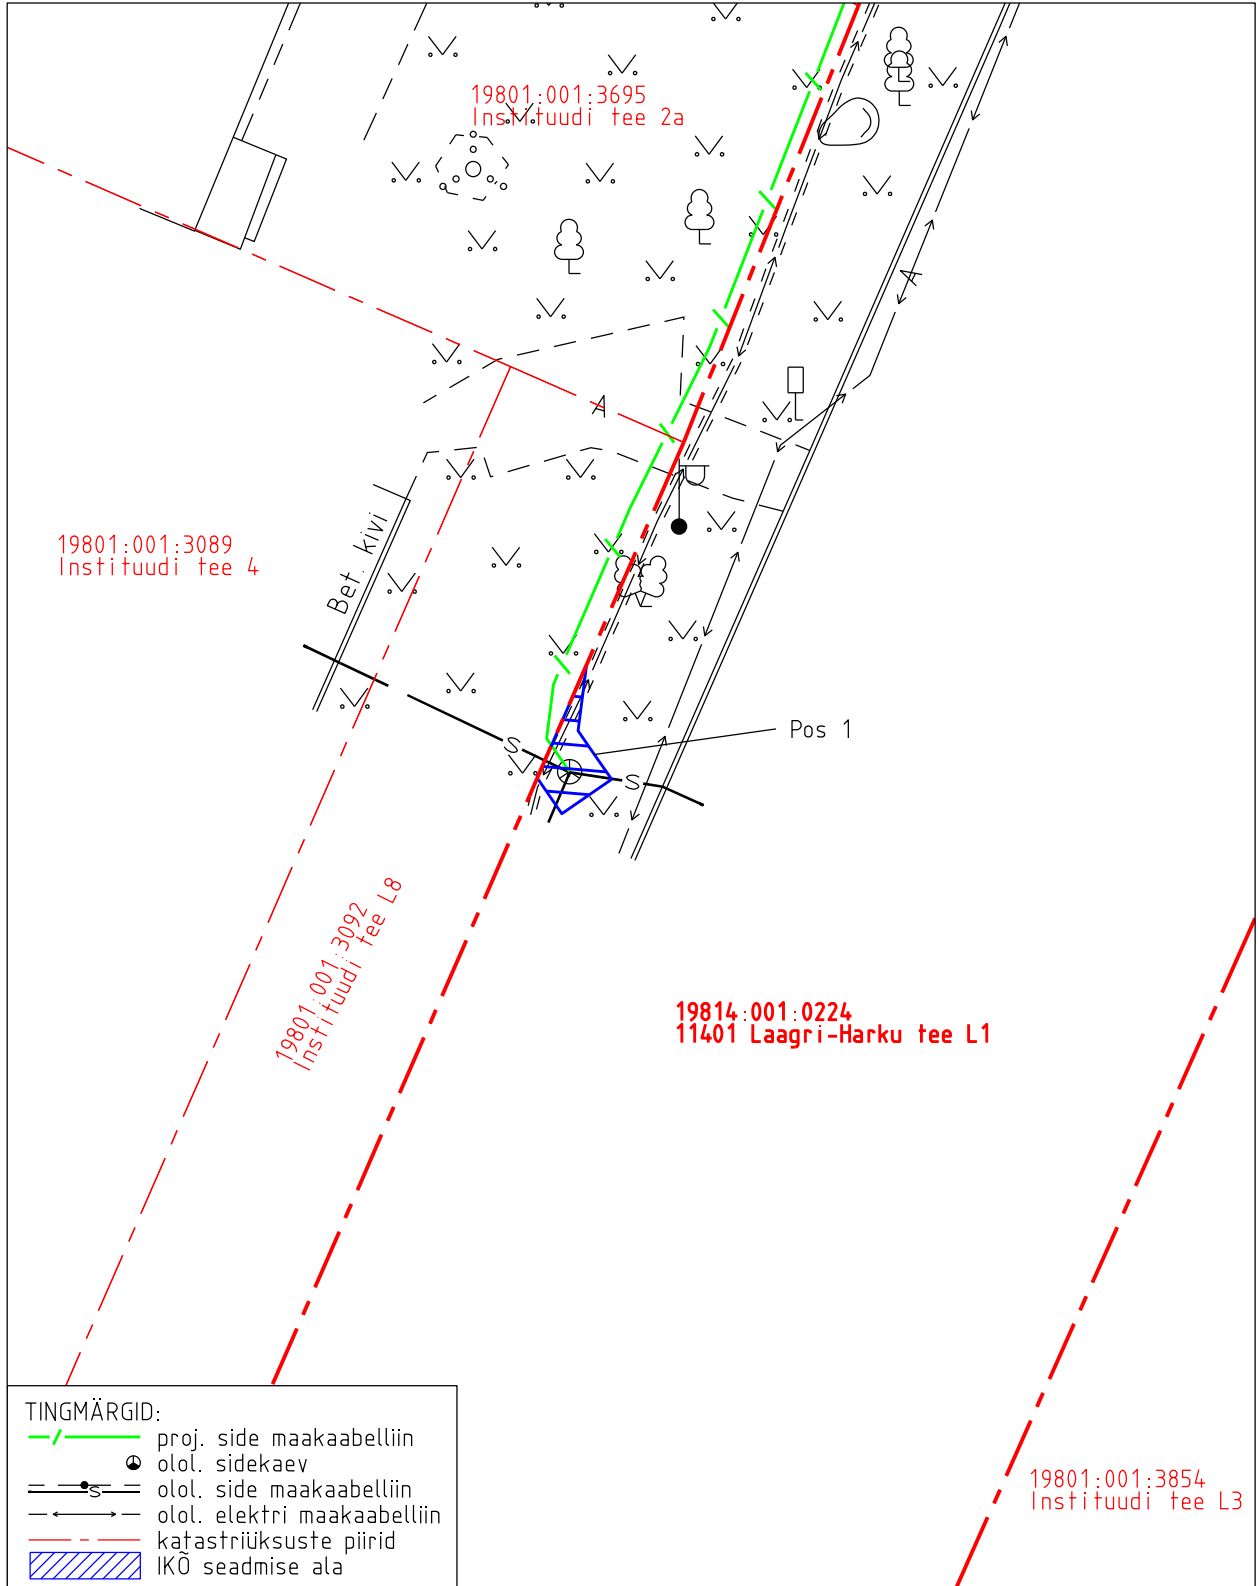 19801:001:3695
Instituudi tee 2a
A
A
19801:001:3089
Instituudi tee 4
Bet. kivi
S
Pos 1
S
19801:001:3092
Instituudi tee L8
19814:001:0224
11401 Laagri-Harku tee L1
TINGMÄRGID:
proj. side maakaabelliin
olol. sidekaev
S
olol. side maakaabelliin
olol. elektri maakaabelliin
katastriüksuste piirid
IKÕ seadmise ala
19801:001:3854
Instituudi tee L3